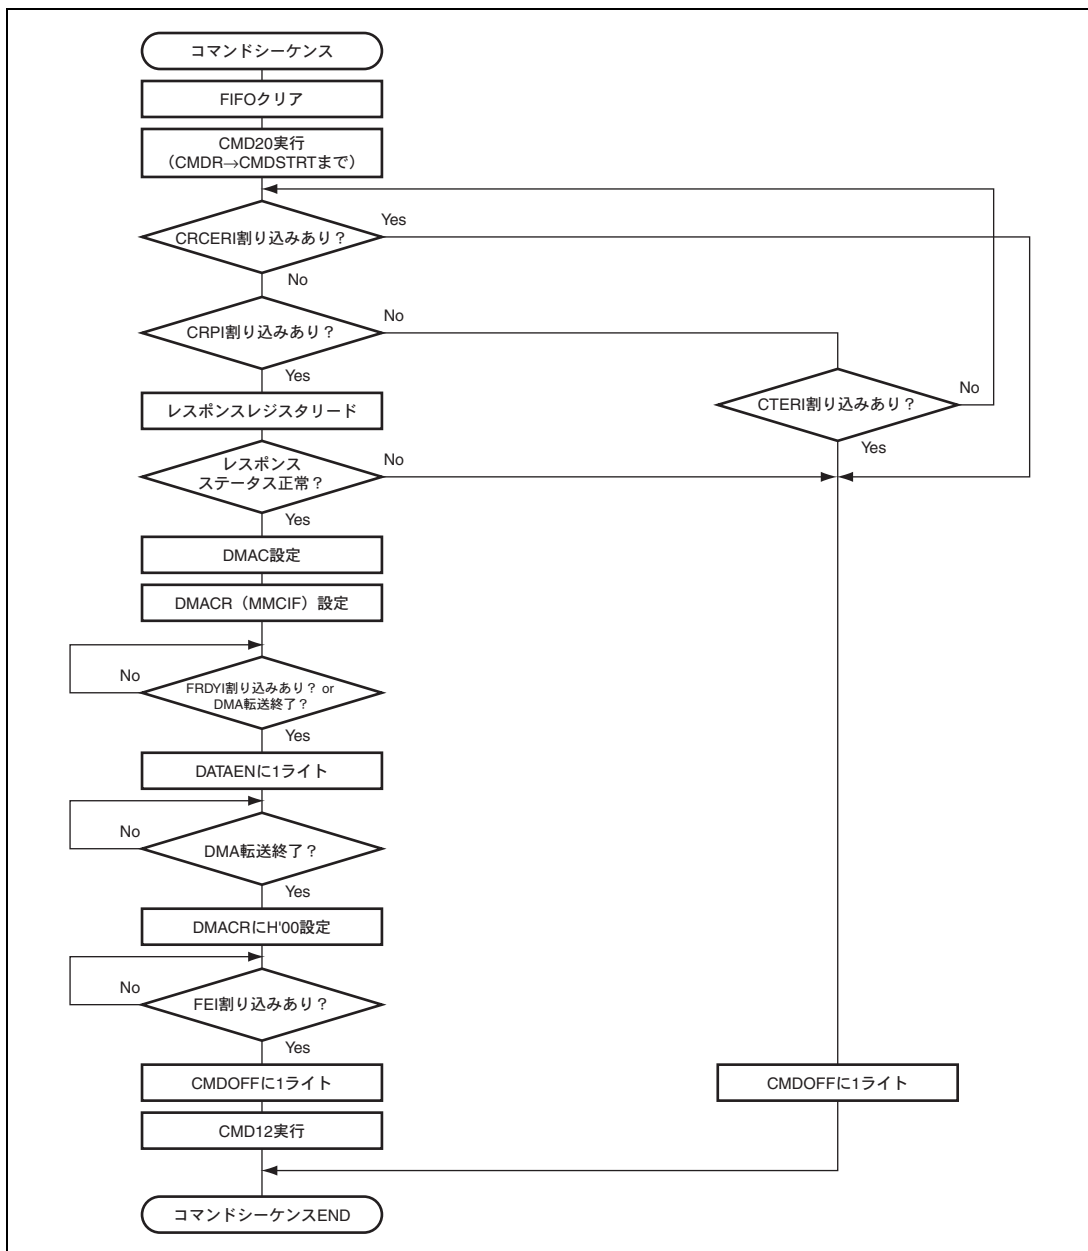 コマンドシーケンス
FIFOクリア
CMD20実行
（CMDR→CMDSTRTまで）
CRCERI割り込みあり？
Yes
No
CRPI割り込みあり？
No
Yes
CTERI割り込みあり？
No
Yes
レスポンスレジスタリード
レスポンス
ステータス正常？
No
Yes
DMAC設定
DMACR（MMCIF）設定
No
FRDYI割り込みあり？ or
DMA転送終了？
Yes
DATAENに1ライト
No
DMA転送終了？
Yes
DMACRにH'00設定
No
FEI割り込みあり？
Yes
CMDOFFに1ライト
CMDOFFに1ライト
CMD12実行
コマンドシーケンスEND